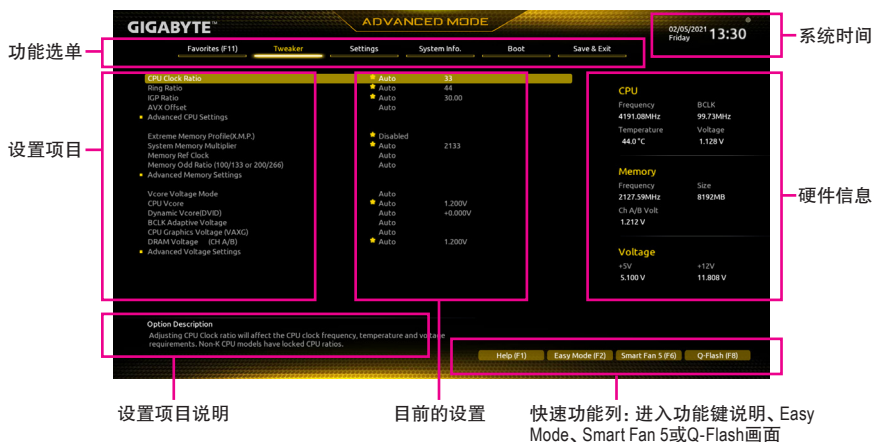 GIGABYTE™
ADVANCED MODE
02/05/2021 Friday 13:30
系统时间
功能选单
Favorites (F11) Tweaker Settings System Info. Boot Save & Exit
设置项目
CPU Clock Ratio Auto 33
Ring Ratio Auto 44
IGP Ratio Auto 30.00
AVX Offset Auto
Advanced CPU Settings
Extreme Memory Profile(X.M.P.) Disabled
System Memory Multiplier Auto 2133
Memory Ref Clock Auto
Memory Odd Ratio (100/133 or 200/266) Auto
Advanced Memory Settings
Vcore Voltage Mode Auto
CPU Vcore Auto 1.200V
Dynamic Vcore(DVID) Auto +0.000V
BCLK Adaptive Voltage Auto
CPU Graphics Voltage (VAXG) Auto
DRAM Voltage (CH A/B) Auto 1.200V
Advanced Voltage Settings
CPU
Frequency BCLK
4191.08MHz 99.73MHz
Temperature Voltage
44.0 °C 1.128 V
Memory
Frequency Size
2127.59MHz 8192MB
Ch A/B Volt
1.212 V
Voltage
+5V +12V
5.100 V 11.808 V
硬件信息
Option Description
Adjusting CPU Clock ratio will affect the CPU clock frequency, temperature and voltage
requirements. Non-K CPU models have locked CPU ratios.
Help (F1) Easy Mode (F2) Smart Fan 5 (F6) Q-Flash (F8)
设置项目说明
目前的设置
快速功能列：进入功能键说明、Easy
Mode、Smart Fan 5或Q-Flash画面